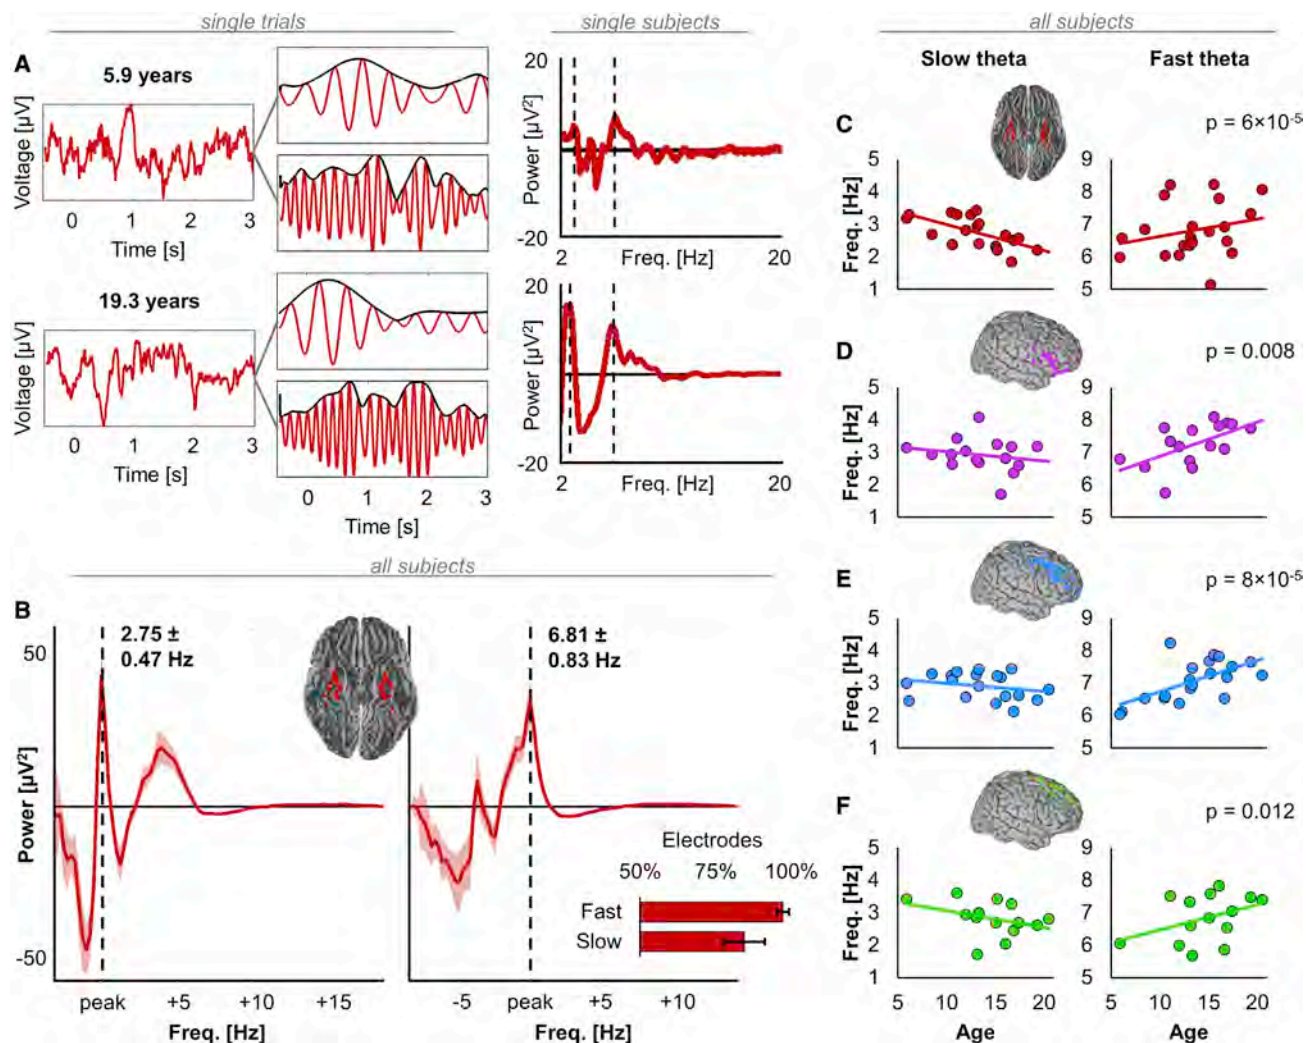 single trials
single subjects
all subjects
A
5.9 years
Voltage [µV]
0 1 2 3
Time [s]
19.3 years
Voltage [µV]
0 1 2 3
Time [s]
0 1 2 3
0 1 2 3
Time [s]
20
Power [µV²]
-20
2 Freq. [Hz] 20
20
Power [µV²]
-20
2 20
Freq. [Hz]
all subjects
B
50
-50
Power [µV²]
2.75 ±
0.47 Hz
peak +5 +10 +15
Freq. [Hz]
6.81 ±
0.83 Hz
-5 peak +5 +10
Freq. [Hz]
Electrodes
50% 75% 100%
Fast
Slow
Slow theta
Fast theta
C
p = 6×10⁻⁵
Freq. [Hz]
5
4
3
2
1
9
8
7
6
5
D
p = 0.008
Freq. [Hz]
5
4
3
2
1
9
8
7
6
5
E
p = 8×10⁻⁵
Freq. [Hz]
5
4
3
2
1
9
8
7
6
5
F
p = 0.012
Freq. [Hz]
5
4
3
2
1
9
8
7
6
5
5 10 15 20
Age
5 10 15 20
Age